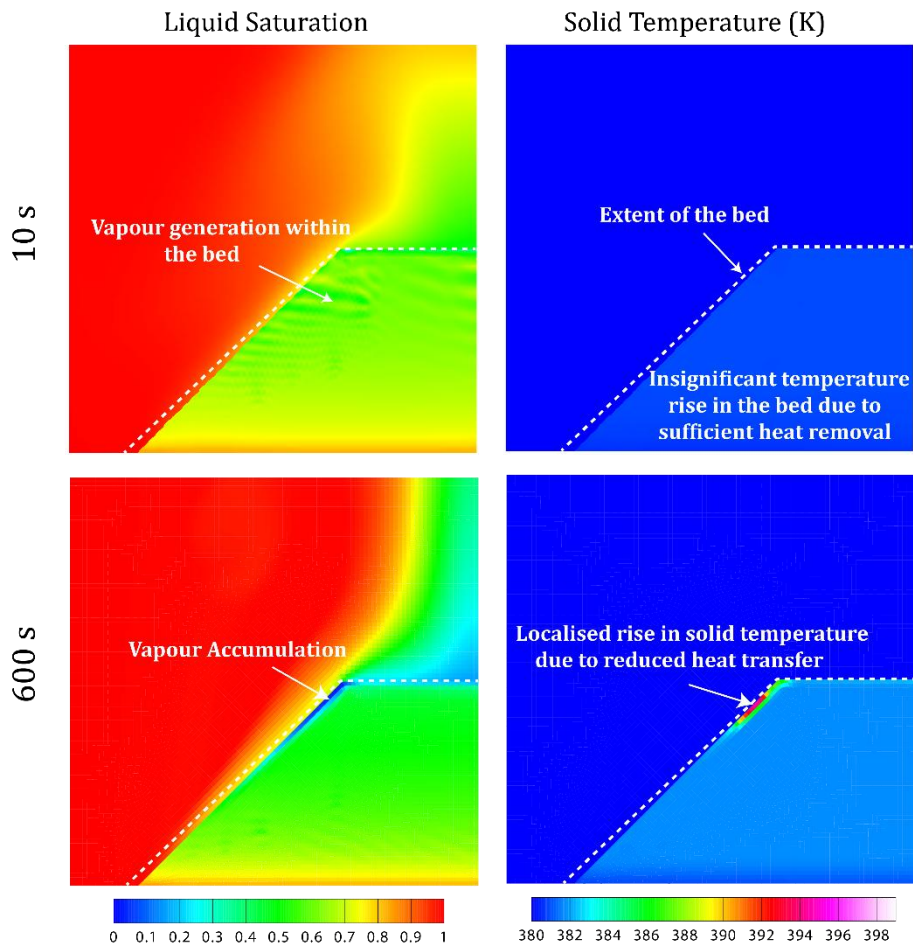 Liquid Saturation
Solid Temperature (K)
10 s
Vapour generation within
the bed
Extent of the bed
Insignificant temperature
rise in the bed due to
sufficient heat removal
600 s
Vapour Accumulation
Localised rise in solid temperature
due to reduced heat transfer
0 0.1 0.2 0.3 0.4 0.5 0.6 0.7 0.8 0.9 1
380 382 384 386 388 390 392 394 396 398